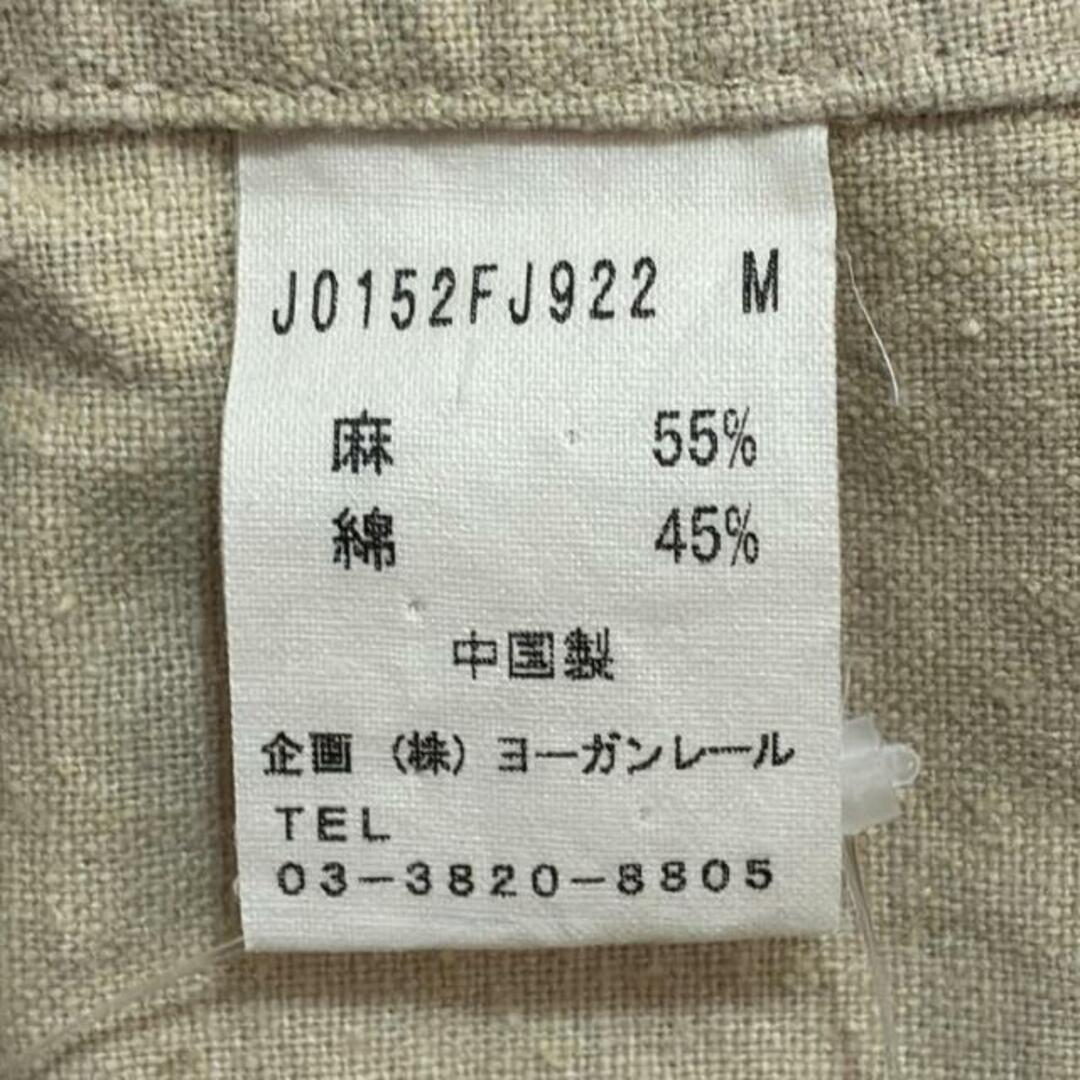 J0152FJ922 M
麻 55%
綿 45%
中国製
企画 (株) ヨーガンレール
TEL
03-3820-8805